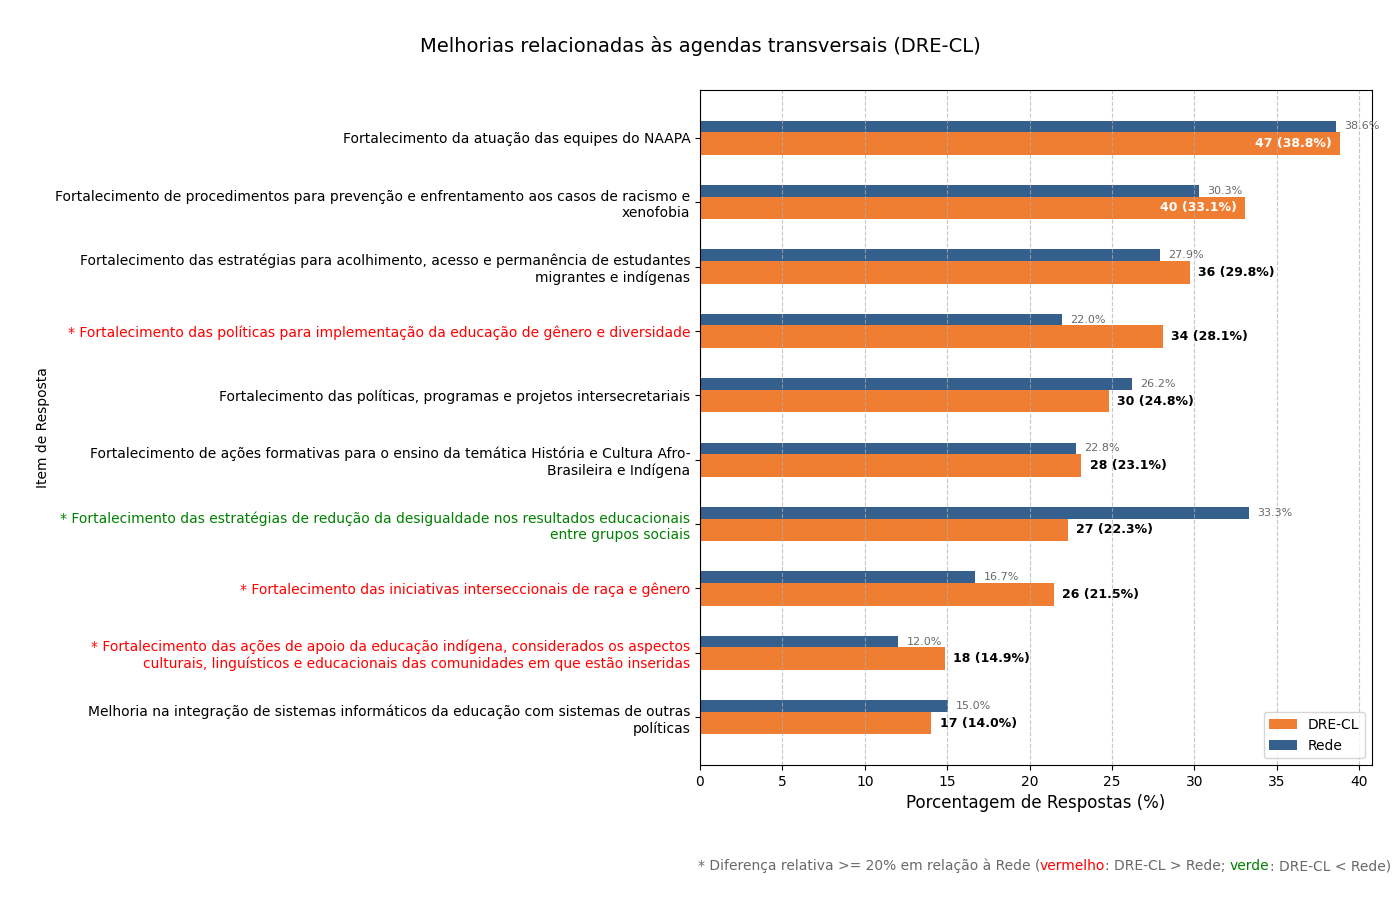 Melhorias relacionadas às agendas transversais (DRE-CL)
Item de Resposta
Fortalecimento da atuação das equipes do NAAPA
38.6%
47 (38.8%)
Fortalecimento de procedimentos para prevenção e enfrentamento aos casos de racismo e
xenofobia
30.3%
40 (33.1%)
Fortalecimento das estratégias para acolhimento, acesso e permanência de estudantes
migrantes e indígenas
27.9%
36 (29.8%)
* Fortalecimento das políticas para implementação da educação de gênero e diversidade
22.0%
34 (28.1%)
Fortalecimento das políticas, programas e projetos intersecretariais
26.2%
30 (24.8%)
Fortalecimento de ações formativas para o ensino da temática História e Cultura Afro-
Brasileira e Indígena
22.8%
28 (23.1%)
* Fortalecimento das estratégias de redução da desigualdade nos resultados educacionais
entre grupos sociais
33.3%
27 (22.3%)
* Fortalecimento das iniciativas interseccionais de raça e gênero
16.7%
26 (21.5%)
* Fortalecimento das ações de apoio da educação indígena, considerados os aspectos
culturais, linguísticos e educacionais das comunidades em que estão inseridas
12.0%
18 (14.9%)
Melhoria na integração de sistemas informáticos da educação com sistemas de outras
políticas
15.0%
17 (14.0%)
DRE-CL
Rede
0 5 10 15 20 25 30 35 40
Porcentagem de Respostas (%)
* Diferença relativa >= 20% em relação à Rede (vermelho: DRE-CL > Rede; verde: DRE-CL < Rede)